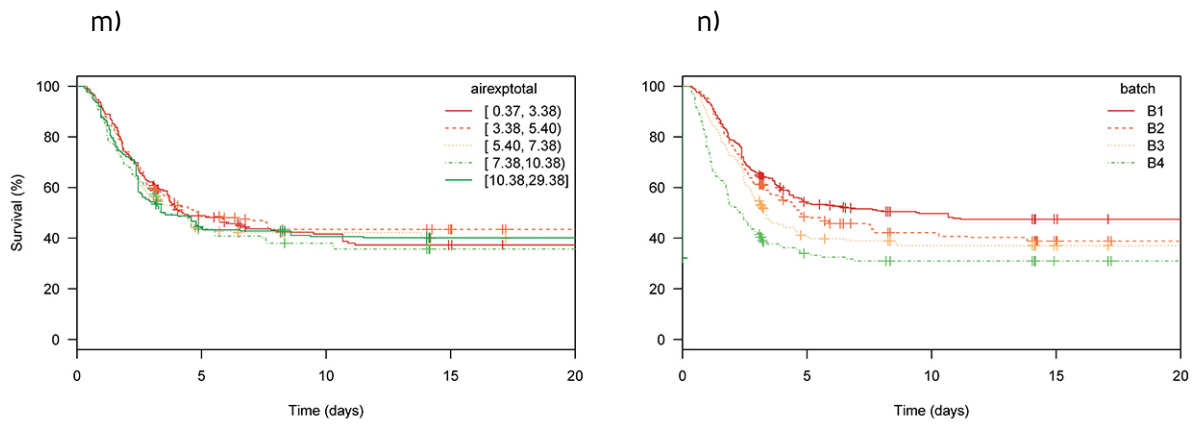 m)
airexptotal
[ 0.37, 3.38)
[ 3.38, 5.40)
[ 5.40, 7.38)
[ 7.38,10.38)
[10.38,29.38]
Survival (%)
100
80
60
40
20
0
0 5 10 15 20
Time (days)
n)
batch
B1
B2
B3
B4
100
80
60
40
20
0
0 5 10 15 20
Time (days)